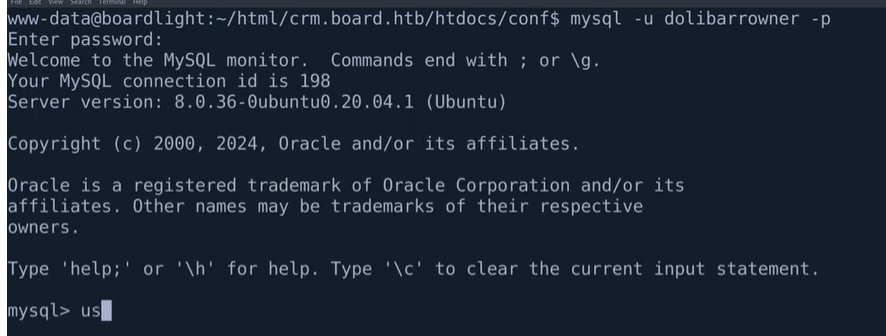 File Edit View Search Terminal Help
www-data@boardlight:~/html/crm.board.htb/htdocs/conf$ mysql -u dolibarrowner -p
Enter password:
Welcome to the MySQL monitor.  Commands end with ; or \g.
Your MySQL connection id is 198
Server version: 8.0.36-0ubuntu0.20.04.1 (Ubuntu)
Copyright (c) 2000, 2024, Oracle and/or its affiliates.
Oracle is a registered trademark of Oracle Corporation and/or its
affiliates. Other names may be trademarks of their respective
owners.
Type 'help;' or '\h' for help. Type '\c' to clear the current input statement.
mysql> us